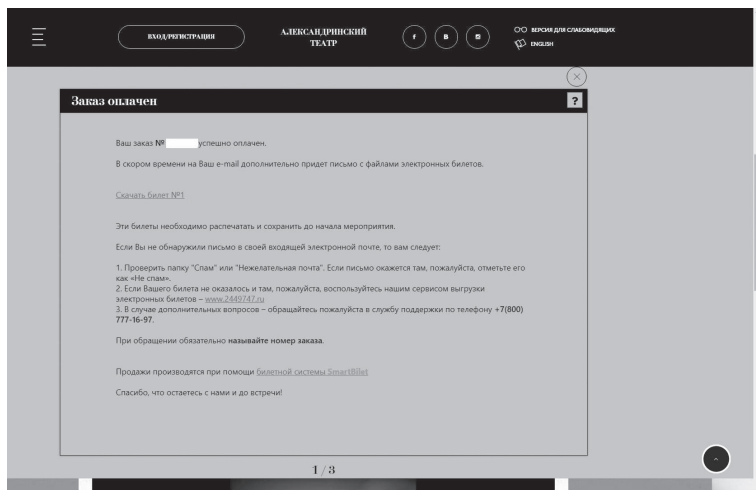 ВХОД/РЕГИСТРАЦИЯ
АЛЕКСАНДРИНСКИЙ
ТЕАТР
f
В
ВЕРСИЯ ДЛЯ СЛАБОВИДЯЩИХ
ENGLISH
Заказ оплачен
?
Ваш заказ № успешно оплачен.
В скором времени на Ваш e-mail дополнительно придет письмо с файлами электронных билетов.
Скачать билет №1
Эти билеты необходимо распечатать и сохранить до начала мероприятия.
Если Вы не обнаружили письмо в своей входящей электронной почте, то вам следует:
1. Проверить папку "Спам" или "Нежелательная почта". Если письмо окажется там, пожалуйста, отметьте его
как «Не спам».
2. Если Вашего билета не оказалось и там, пожалуйста, воспользуйтесь нашим сервисом выгрузки
электронных билетов – www.2449747.ru
3. В случае дополнительных вопросов – обращайтесь пожалуйста в службу поддержки по телефону +7(800)
777-16-97.
При обращении обязательно называйте номер заказа.
Продажи производятся при помощи билетной системы SmartBilet
Спасибо, что остаетесь с нами и до встречи!
1 / 3